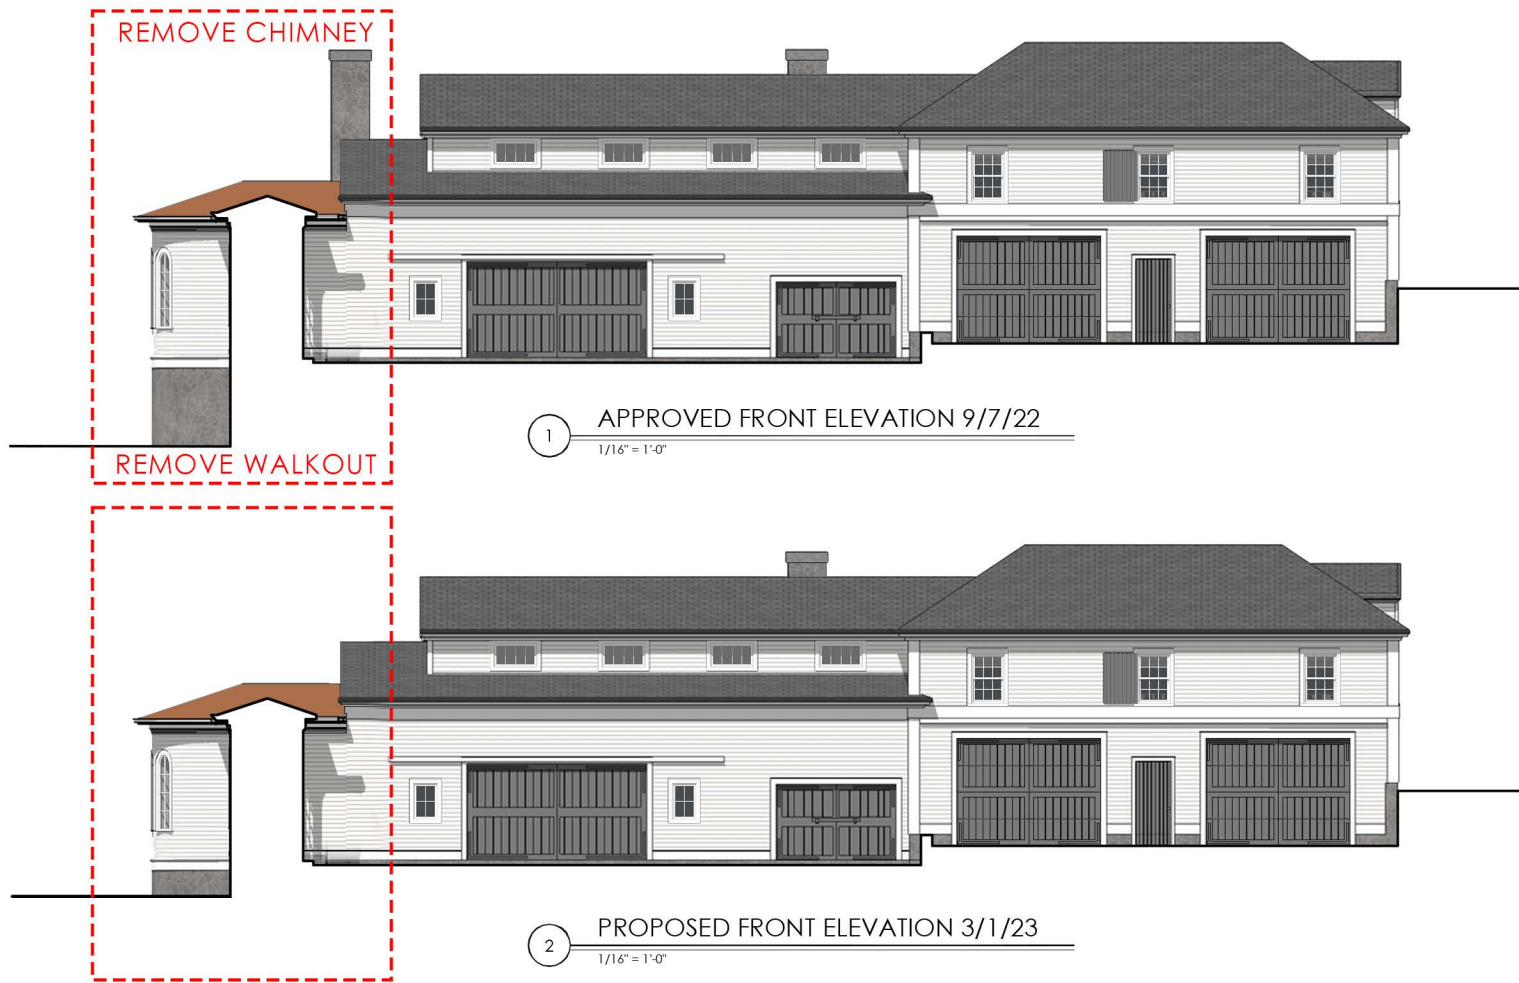 REMOVE CHIMNEY
APPROVED FRONT ELEVATION 9/7/22
1
1/16" = 1'-0"
REMOVE WALKOUT
PROPOSED FRONT ELEVATION 3/1/23
2
1/16" = 1'-0"